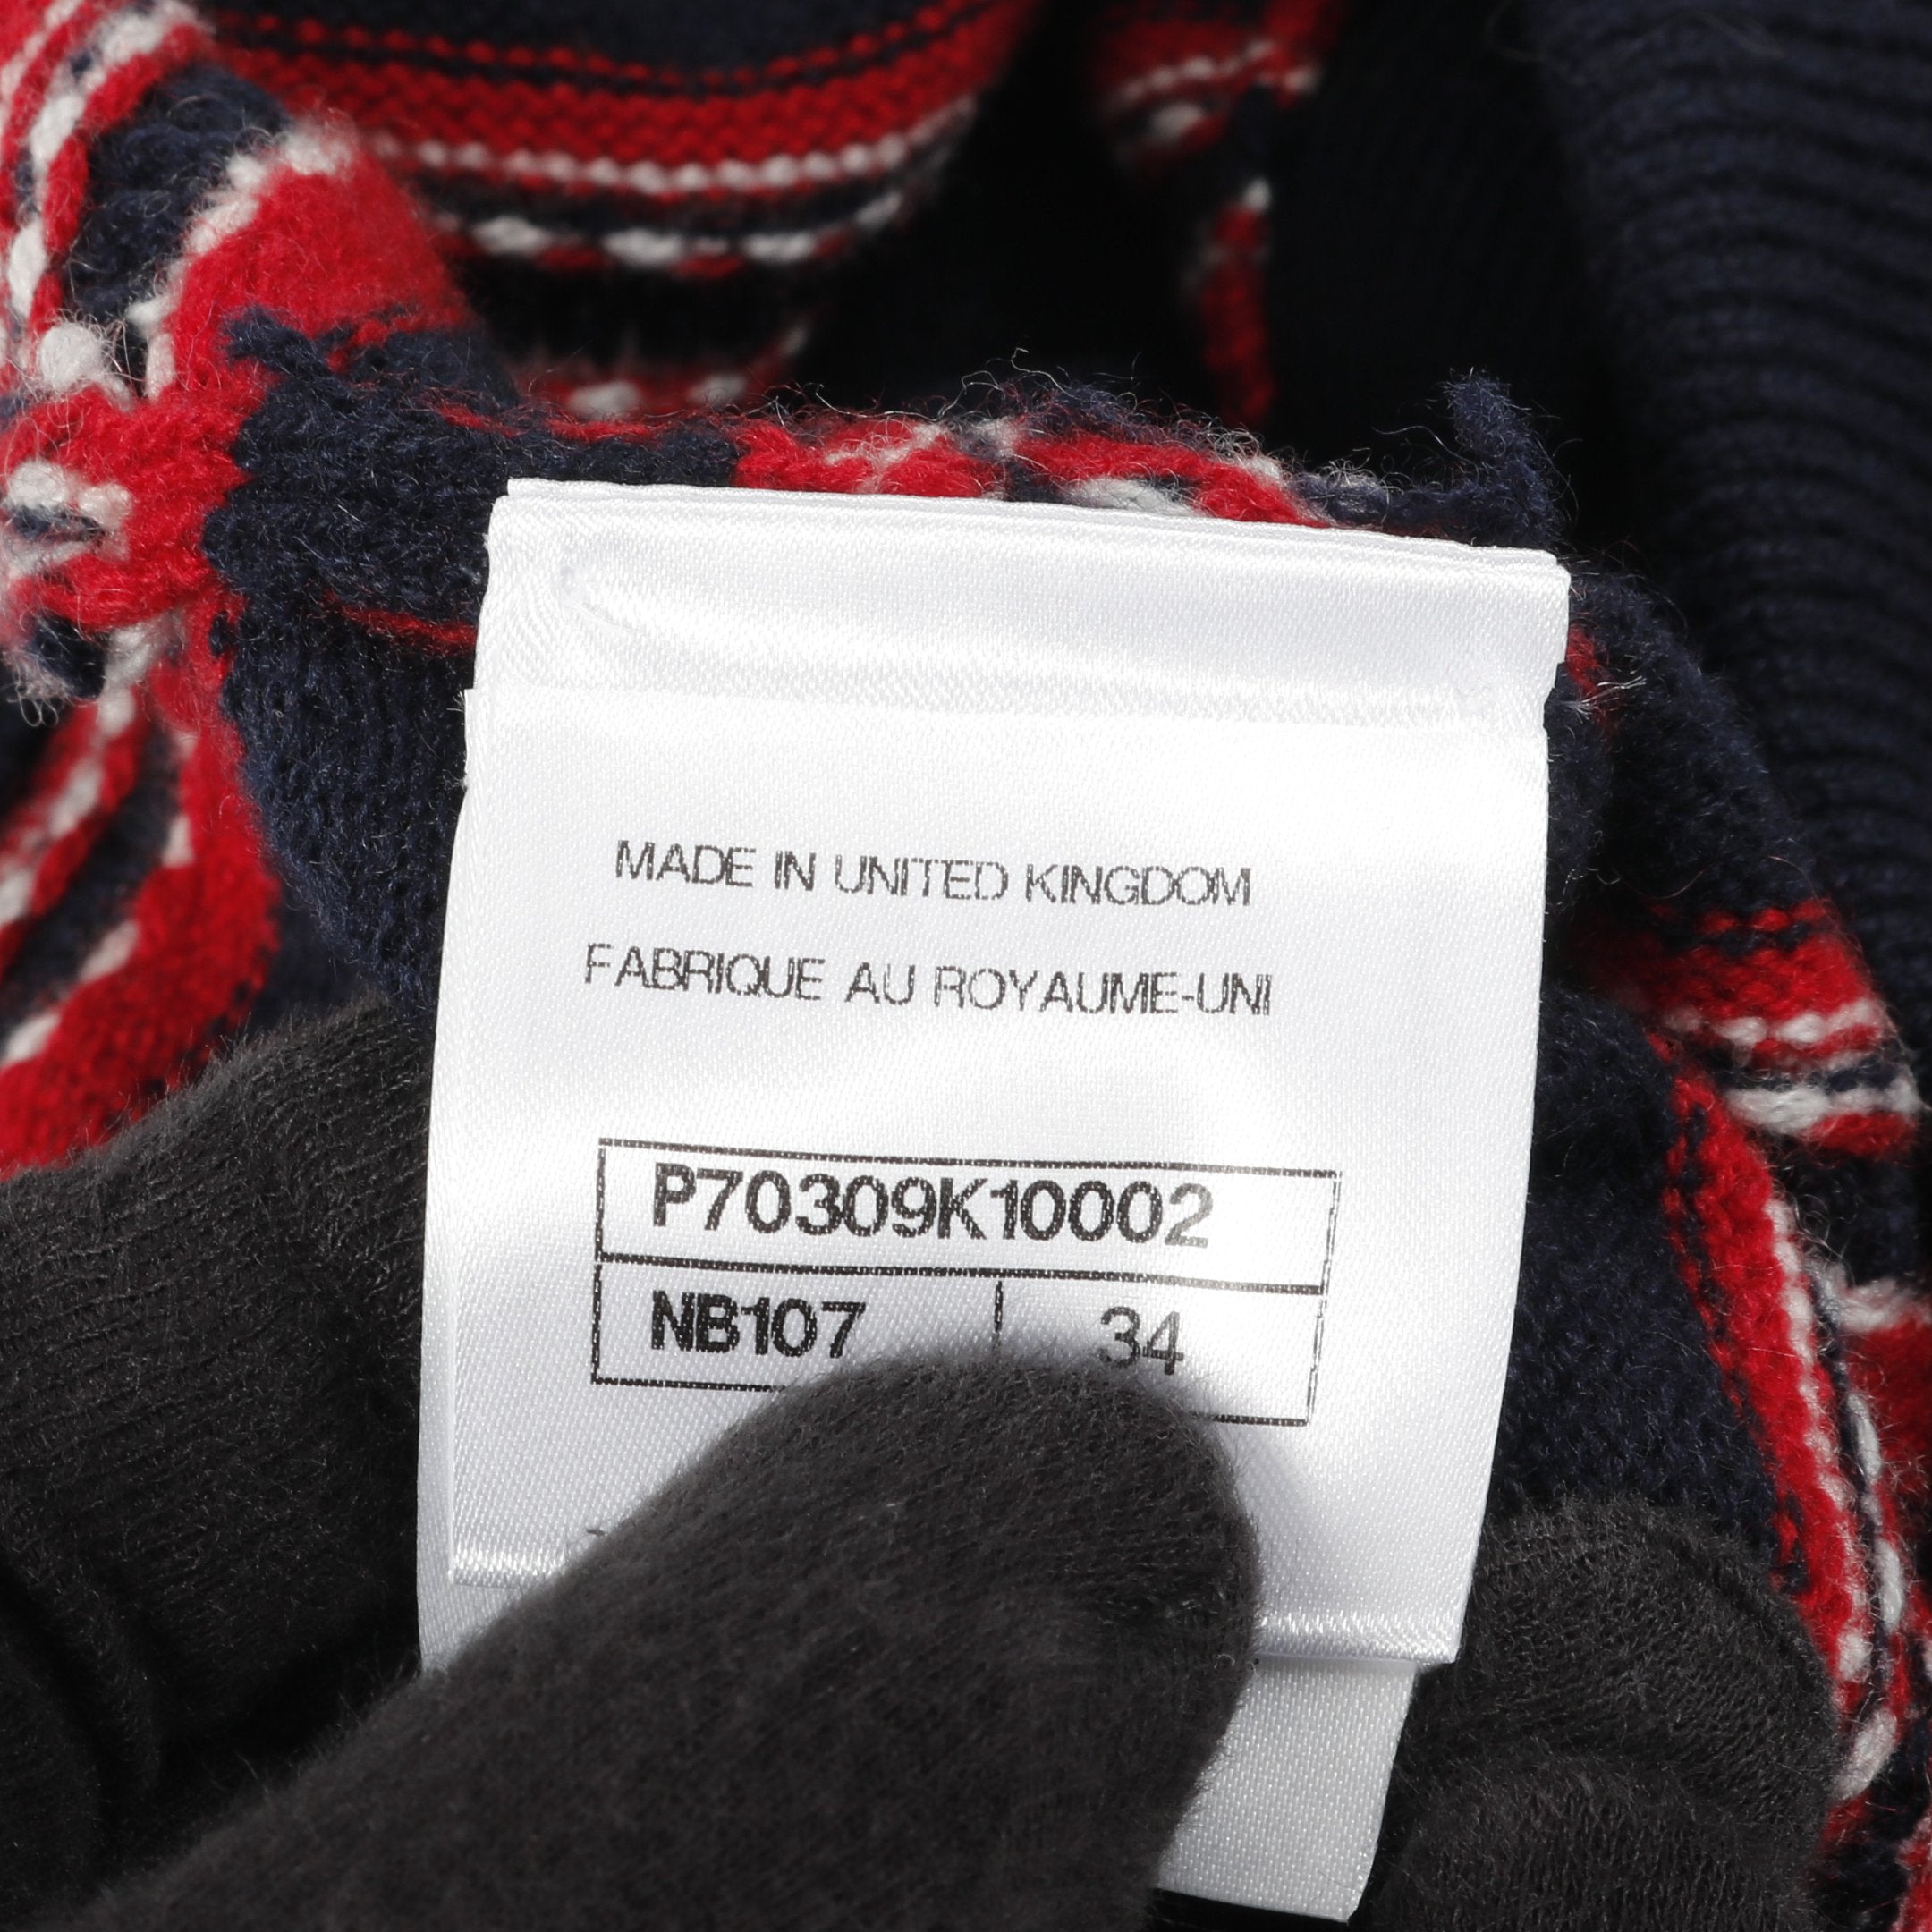 MADE IN UNITED KINGDOM
FABRIQUE AU ROYAUME-UNI
P70309K10002
NB107 34